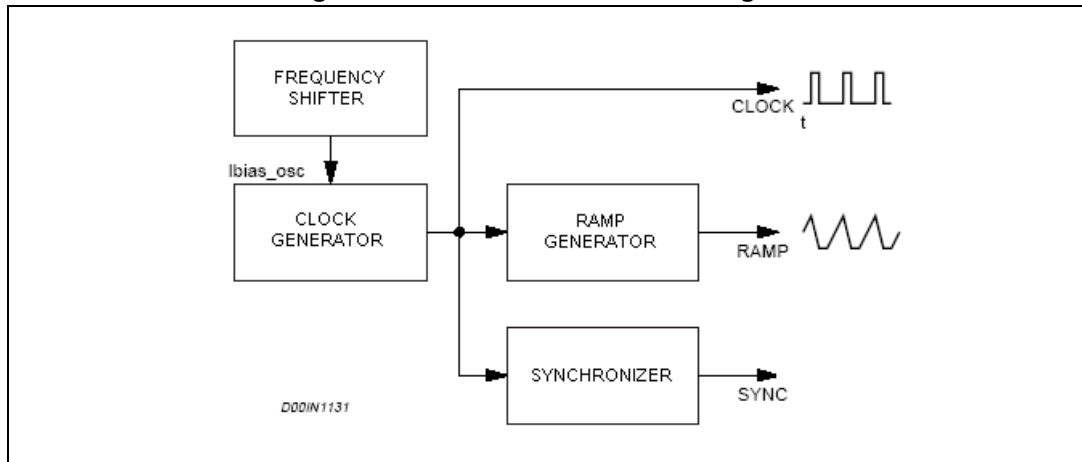 FREQUENCY
SHIFTER
CLOCK
t
Ibias_osc
CLOCK
GENERATOR
RAMP
GENERATOR
RAMP
SYNCHRONIZER
SYNC
D00IN1131